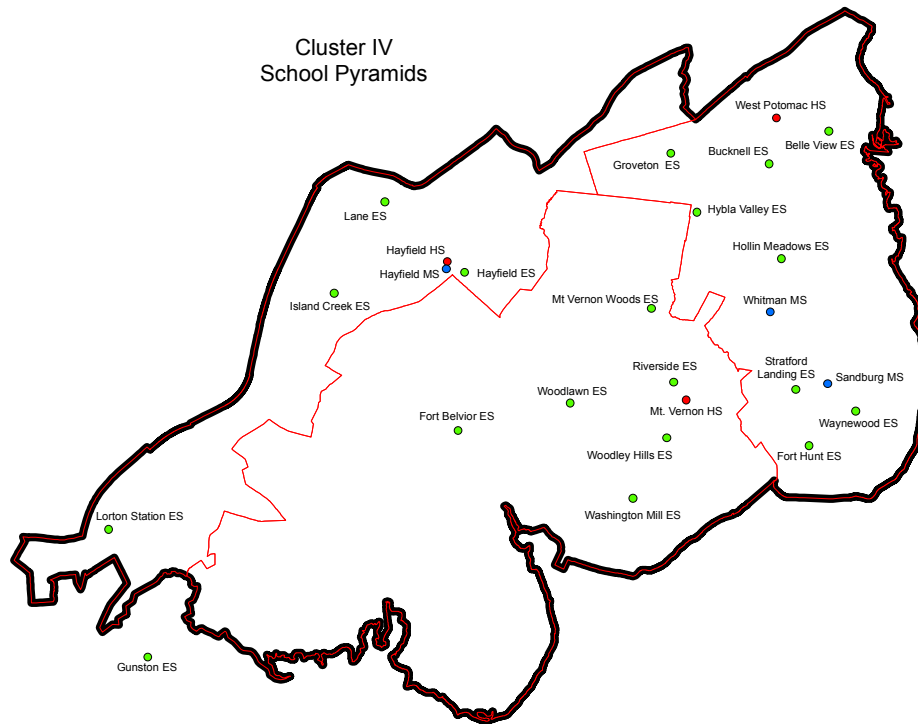 Cluster IV
School Pyramids
West Potomac HS
Belle View ES
Bucknell ES
Groveton  ES
Lane ES
Hybla Valley ES
Hollin Meadows ES
Hayfield HS
Hayfield MS
Hayfield ES
Island Creek ES
Mt Vernon Woods ES
Whitman MS
Riverside ES
Stratford
Landing ES
Sandburg MS
Woodlawn ES
Mt. Vernon HS
Waynewood ES
Fort Belvior ES
Woodley Hills ES
Fort Hunt ES
Washington Mill ES
Lorton Station ES
Gunston ES